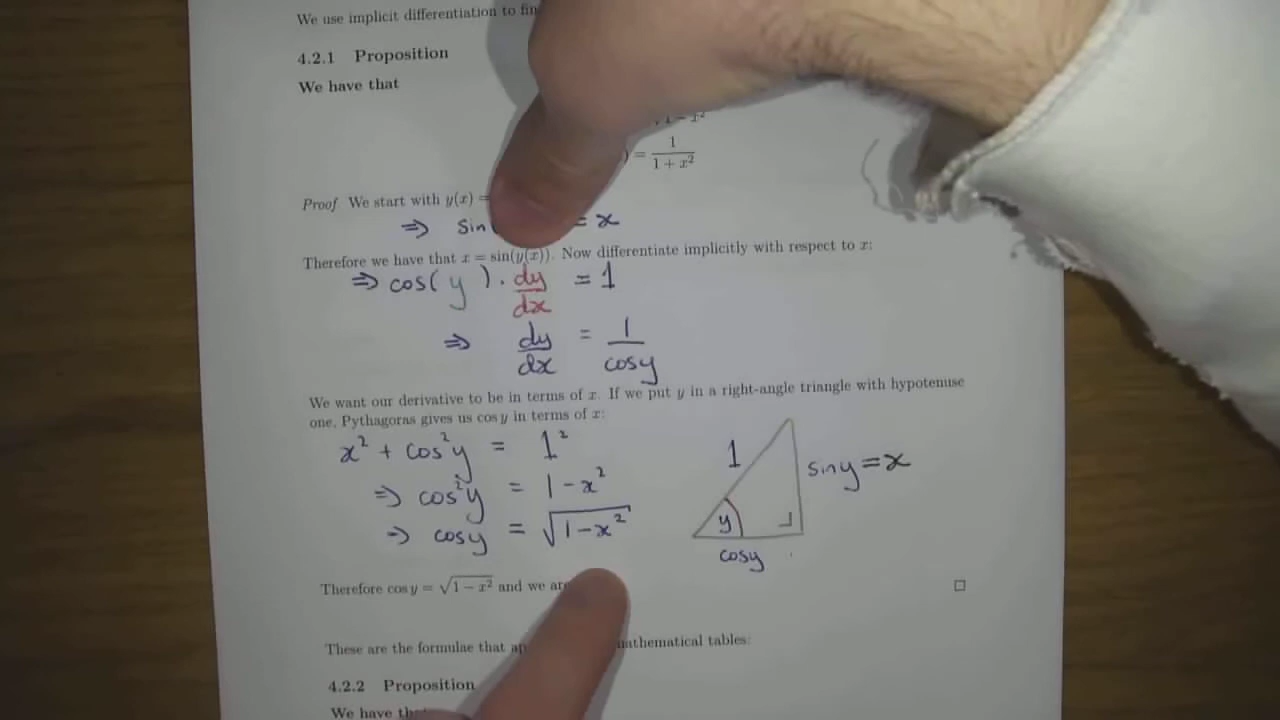 We use implicit differentiation to
4.2.1 Proposition
We have that
√1 − x²
) = 1/(1 + x²)
Proof We start with y(x) =
⇒ sin( = x
Therefore we have that x = sin(y(x)). Now differentiate implicitly with respect to x:
⇒ cos( y ) · dy/dx = 1
⇒ dy/dx = 1/cosy
We want our derivative to be in terms of x. If we put y in a right-angle triangle with hypotenuse
one, Pythagoras gives us cos y in terms of x:
x² + cos²y = 1²
⇒ cos²y = 1 − x²
⇒ cosy = √1 − x²
1
siny = x
y
cosy
Therefore cos y = √1 − x² and we
□
These are the formulae that mathematical tables:
4.2.2 Proposition
We have